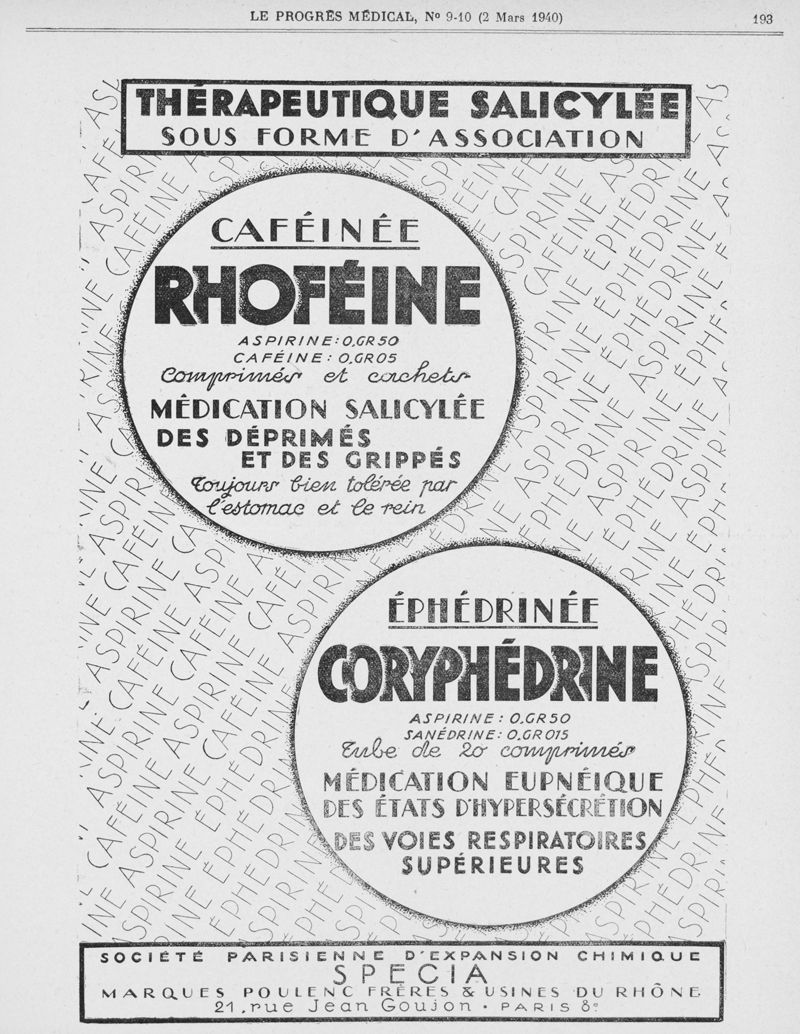 LE PROGRÈS MÉDICAL, No 9-10 (2 Mars 1940)
193
THÉRAPEUTIQUE SALICYLÉE
SOUS FORME D'ASSOCIATION
CAFÉINÉE
RHOFÉINE
ASPIRINE: 0,GR50
CAFÉINE: 0,GR05
Comprimés et cachets
MÉDICATION SALICYLÉE
DES DÉPRIMÉS
ET DES GRIPPÉS
Toujours bien tolérée par
l'estomac et le rein
ÉPHÉDRINÉE
CORYPHÉDRINE
ASPIRINE: 0,GR50
SANÉDRINE: 0,GR015
Tube de 20 comprimés
MÉDICATION EUPNÉIQUE
DES ÉTATS D'HYPERSÉCRÉTION
DES VOIES RESPIRATOIRES
SUPÉRIEURES
SOCIÉTÉ PARISIENNE D'EXPANSION CHIMIQUE
SPECIA
MARQUES POULENC FRÈRES & USINES DU RHÔNE
21, rue Jean Goujon · PARIS 8e